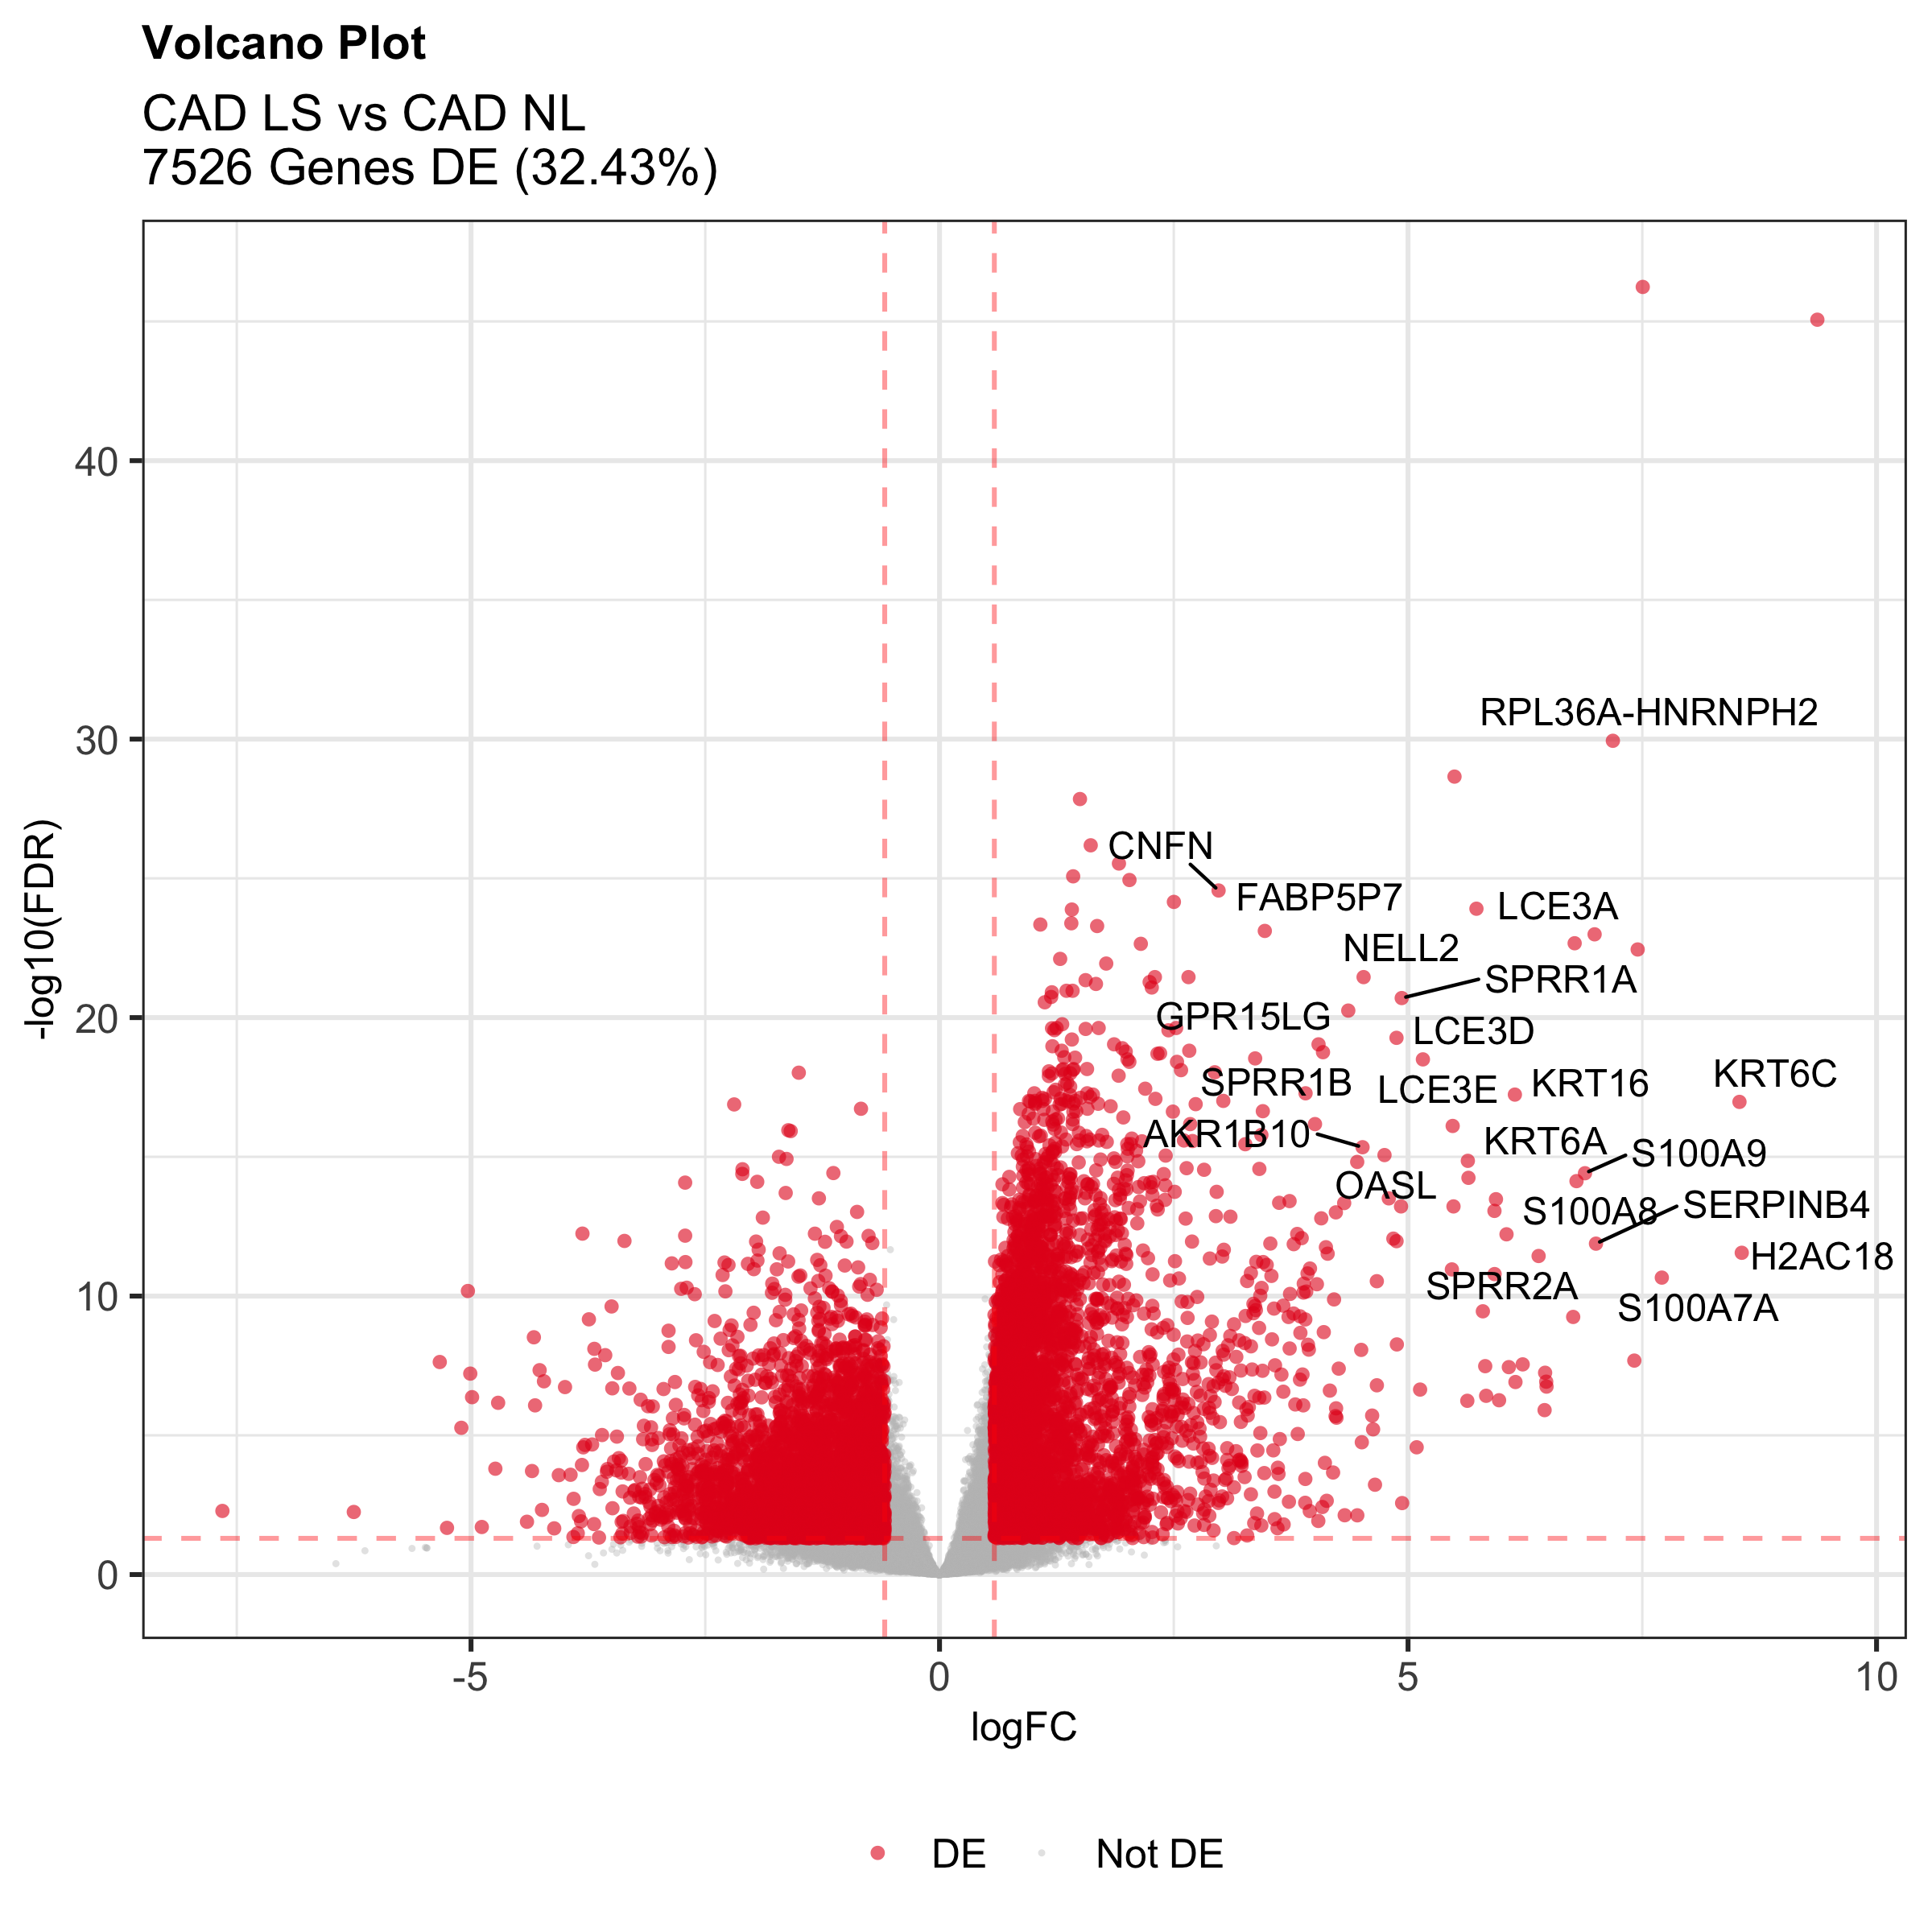 Volcano Plot
CAD LS vs CAD NL
7526 Genes DE (32.43%)
40
30
20
10
0
-log10(FDR)
RPL36A-HNRNPH2
CNFN
FABP5P7
LCE3A
NELL2
SPRR1A
GPR15LG
LCE3D
SPRR1B
LCE3E
KRT16
KRT6C
AKR1B10
KRT6A
S100A9
OASL
S100A8
SERPINB4
H2AC18
SPRR2A
S100A7A
-5
0
5
10
logFC
DE
Not DE